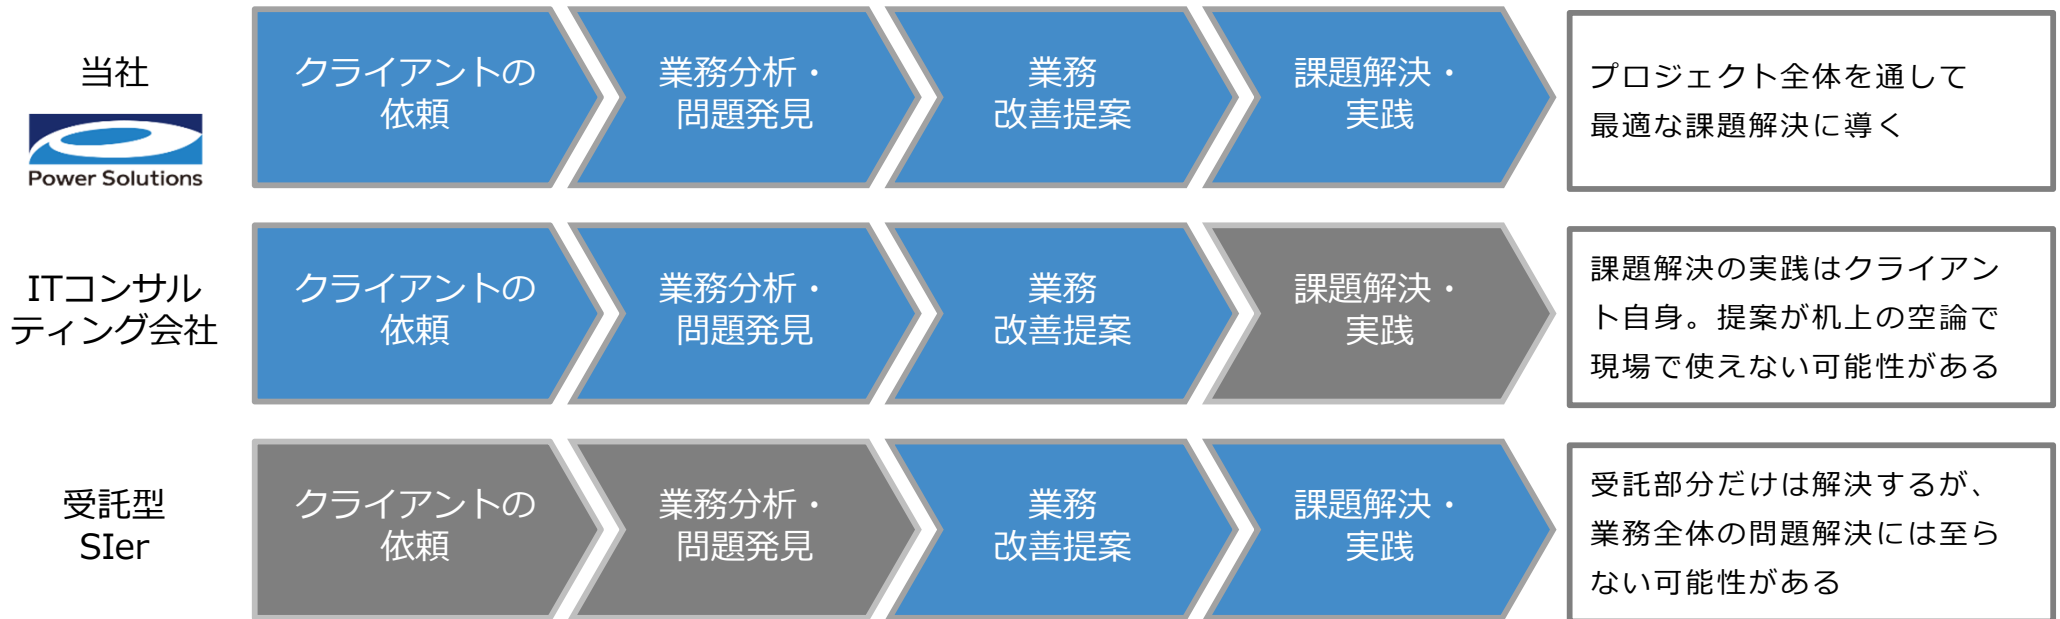 当社
Power Solutions
クライアントの
依頼
業務分析・
問題発見
業務
改善提案
課題解決・
実践
プロジェクト全体を通して
最適な課題解決に導く
ITコンサル
ティング会社
クライアントの
依頼
業務分析・
問題発見
業務
改善提案
課題解決・
実践
課題解決の実践はクライアン
ト自身。提案が机上の空論で
現場で使えない可能性がある
受託型
SIer
クライアントの
依頼
業務分析・
問題発見
業務
改善提案
課題解決・
実践
受託部分だけは解決するが、
業務全体の問題解決には至ら
ない可能性がある